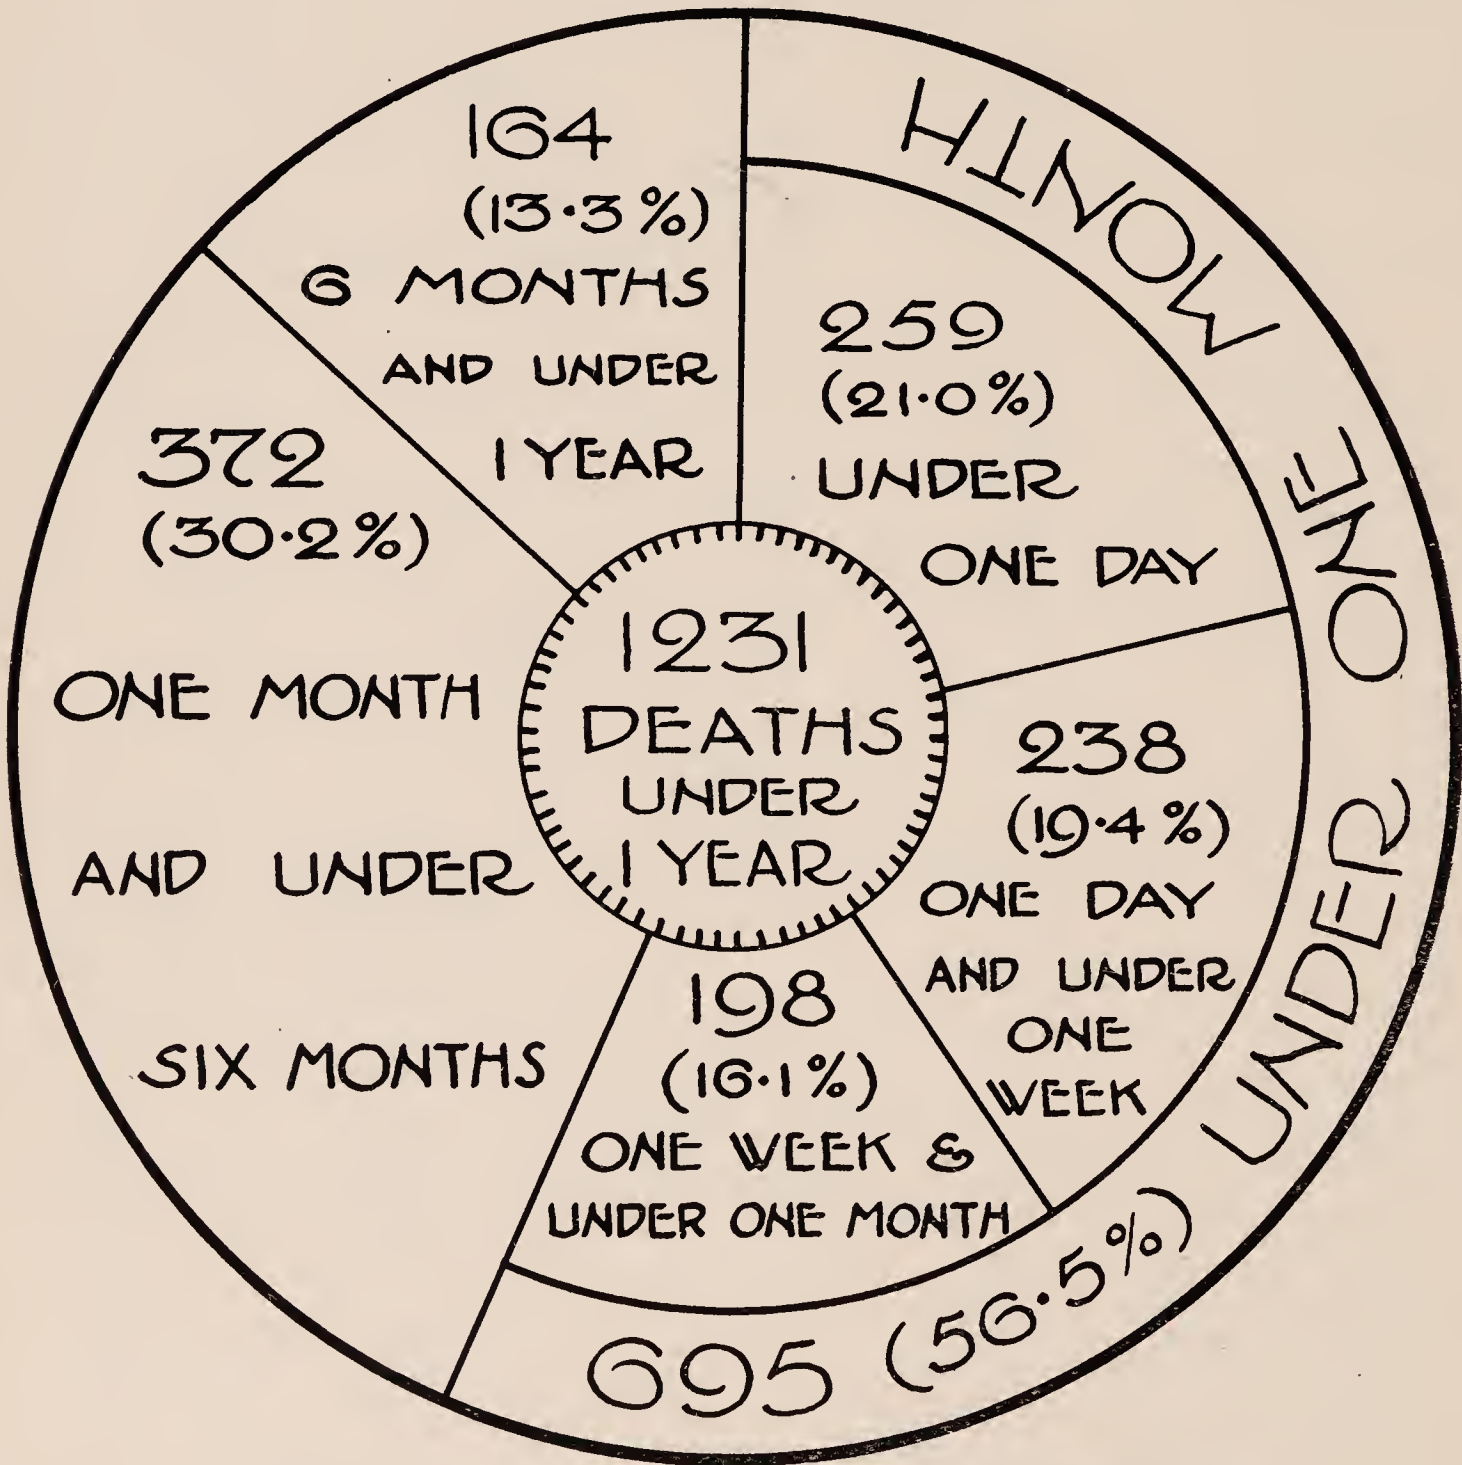 1231
DEATHS
UNDER
1 YEAR
259
(21·0%)
UNDER
ONE DAY
238
(19·4%)
ONE DAY
AND UNDER
ONE
WEEK
198
(16·1%)
ONE WEEK &
UNDER ONE MONTH
695 (56·5%) UNDER ONE MONTH
372
(30·2%)
ONE MONTH
AND UNDER
SIX MONTHS
164
(13·3%)
6 MONTHS
AND UNDER
1 YEAR